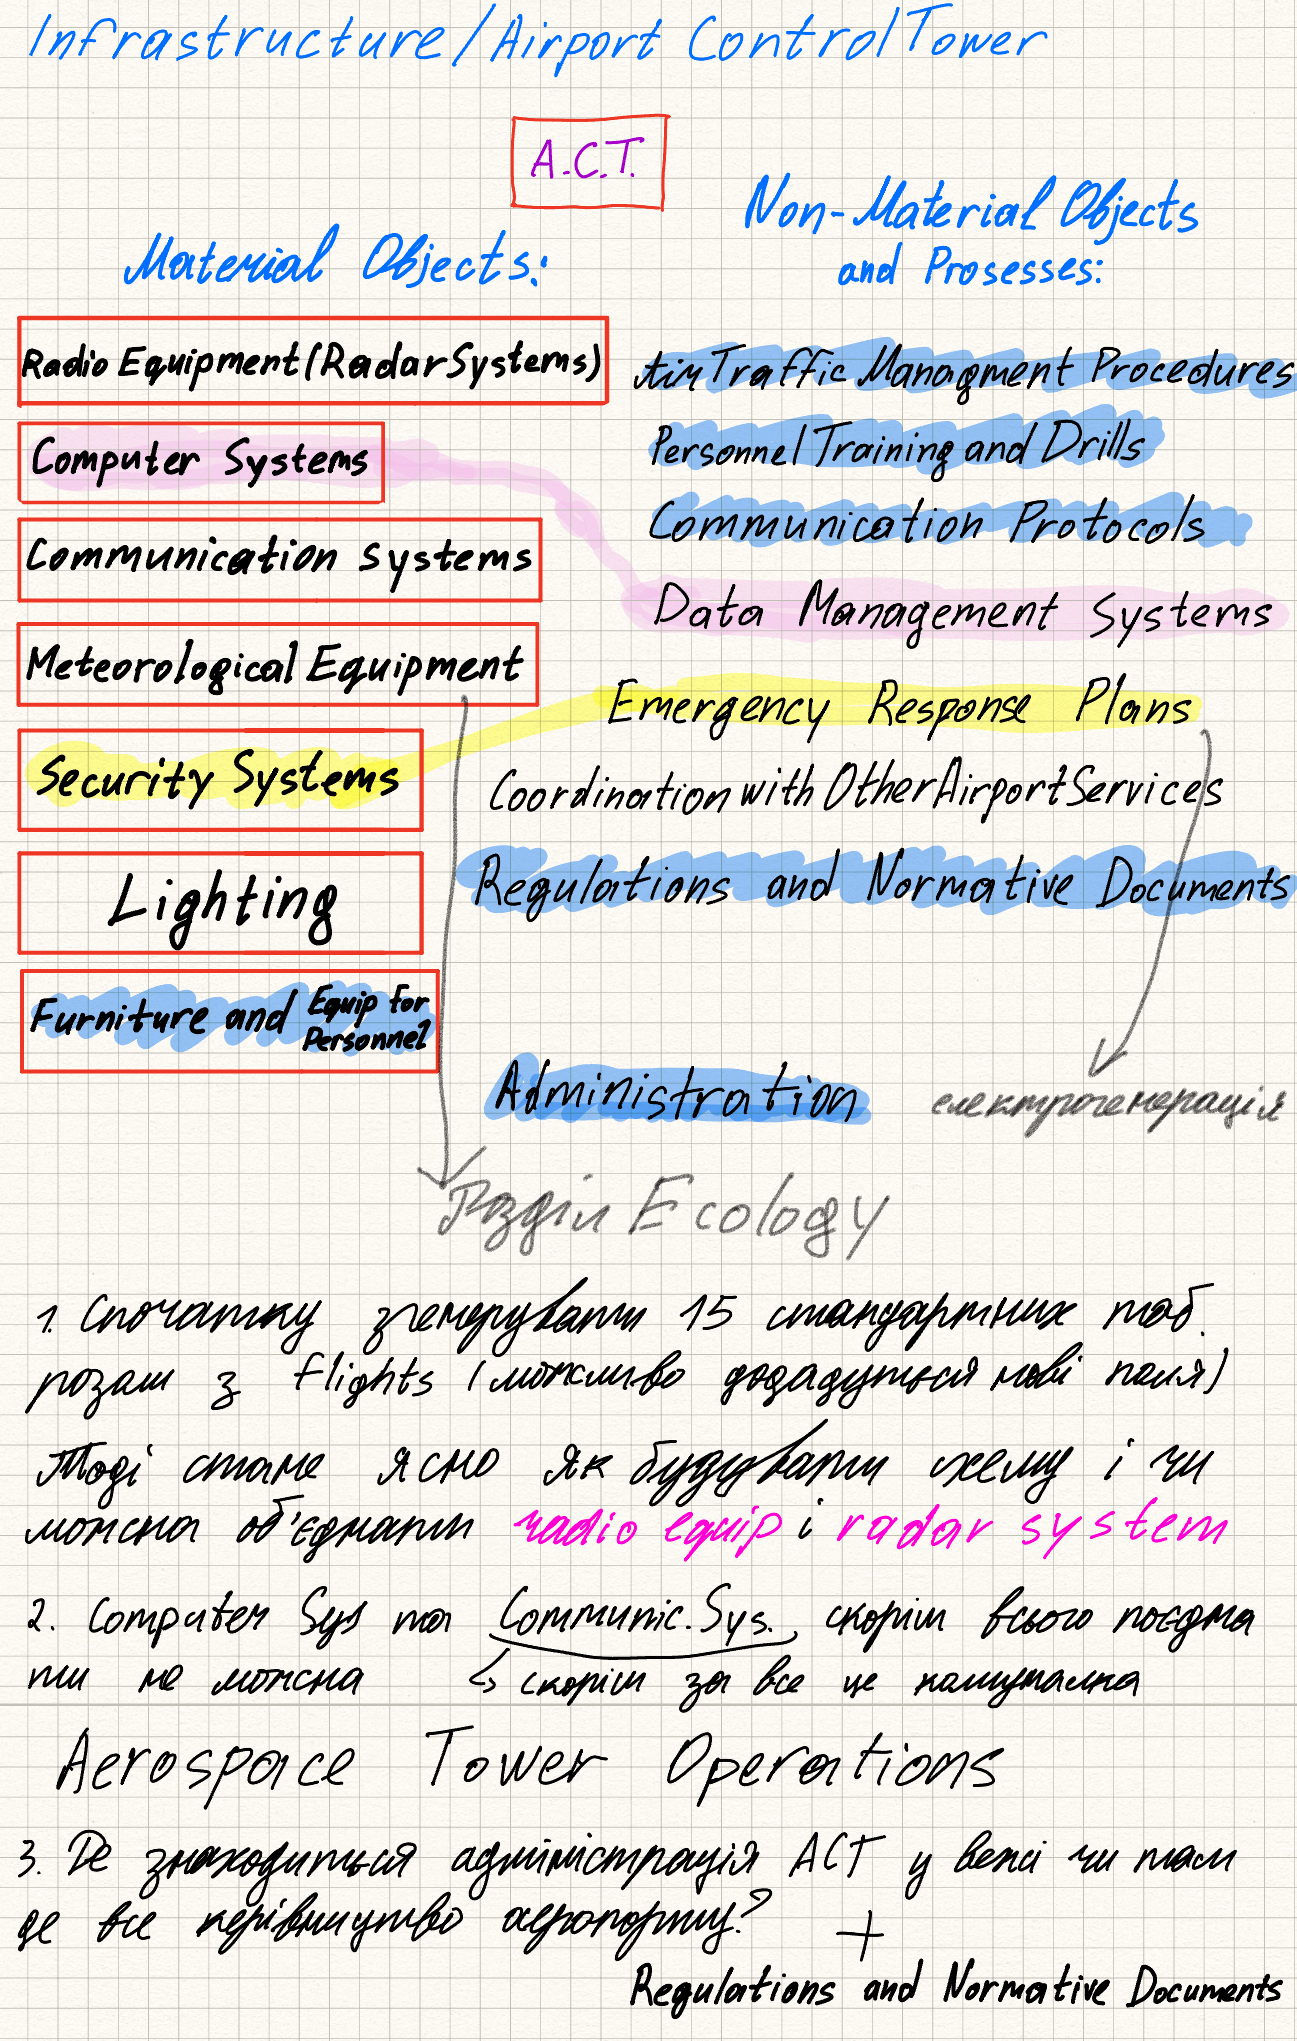 Infrastructure/Airport Control Tower
A.C.T.
Material Objects:
Radio Equipment (Radar Systems)
Computer Systems
Communication systems
Meteorological Equipment
Security Systems
Lighting
Furniture and Equip for Personnel
Non-Material Objects
and Prosesses:
Air Traffic Managment Procedures
Personnel Training and Drills
Communication Protocols
Data Management Systems
Emergency Response Plans
Coordination with Other Airport Services
Regulations and Normative Documents
Administration
електрогенерація
Розділ Ecology
1. Спочатку згенерувати 15 стандартних таб.
розаш з flights (можливо додадуться нові поля)
Тоді стане ясно як будувати схему і чи
можна об'єднати radio equip і radar system
2. Computer Sys та Communic. Sys. скоріш всього поєдна
ти не можна ↳ скоріш за все це
Aerospace Tower Operations
3. Де знаходиться адміністрація ACT у вежі чи там
де все керівництво аеропорту? +
Regulations and Normative Documents